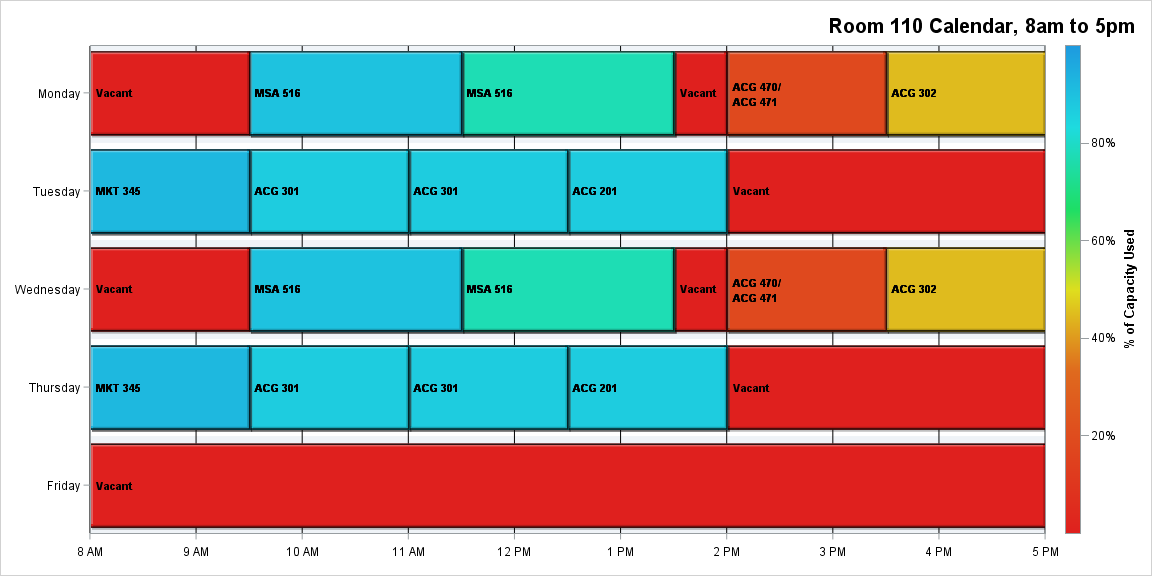 Room 110 Calendar, 8am to 5pm
Monday
Vacant
MSA 516
MSA 516
Vacant
ACG 470/
ACG 471
ACG 302
Tuesday
MKT 345
ACG 301
ACG 301
ACG 201
Vacant
Wednesday
Vacant
MSA 516
MSA 516
Vacant
ACG 470/
ACG 471
ACG 302
Thursday
MKT 345
ACG 301
ACG 301
ACG 201
Vacant
Friday
Vacant
8 AM
9 AM
10 AM
11 AM
12 PM
1 PM
2 PM
3 PM
4 PM
5 PM
80%
60%
40%
20%
% of Capacity Used